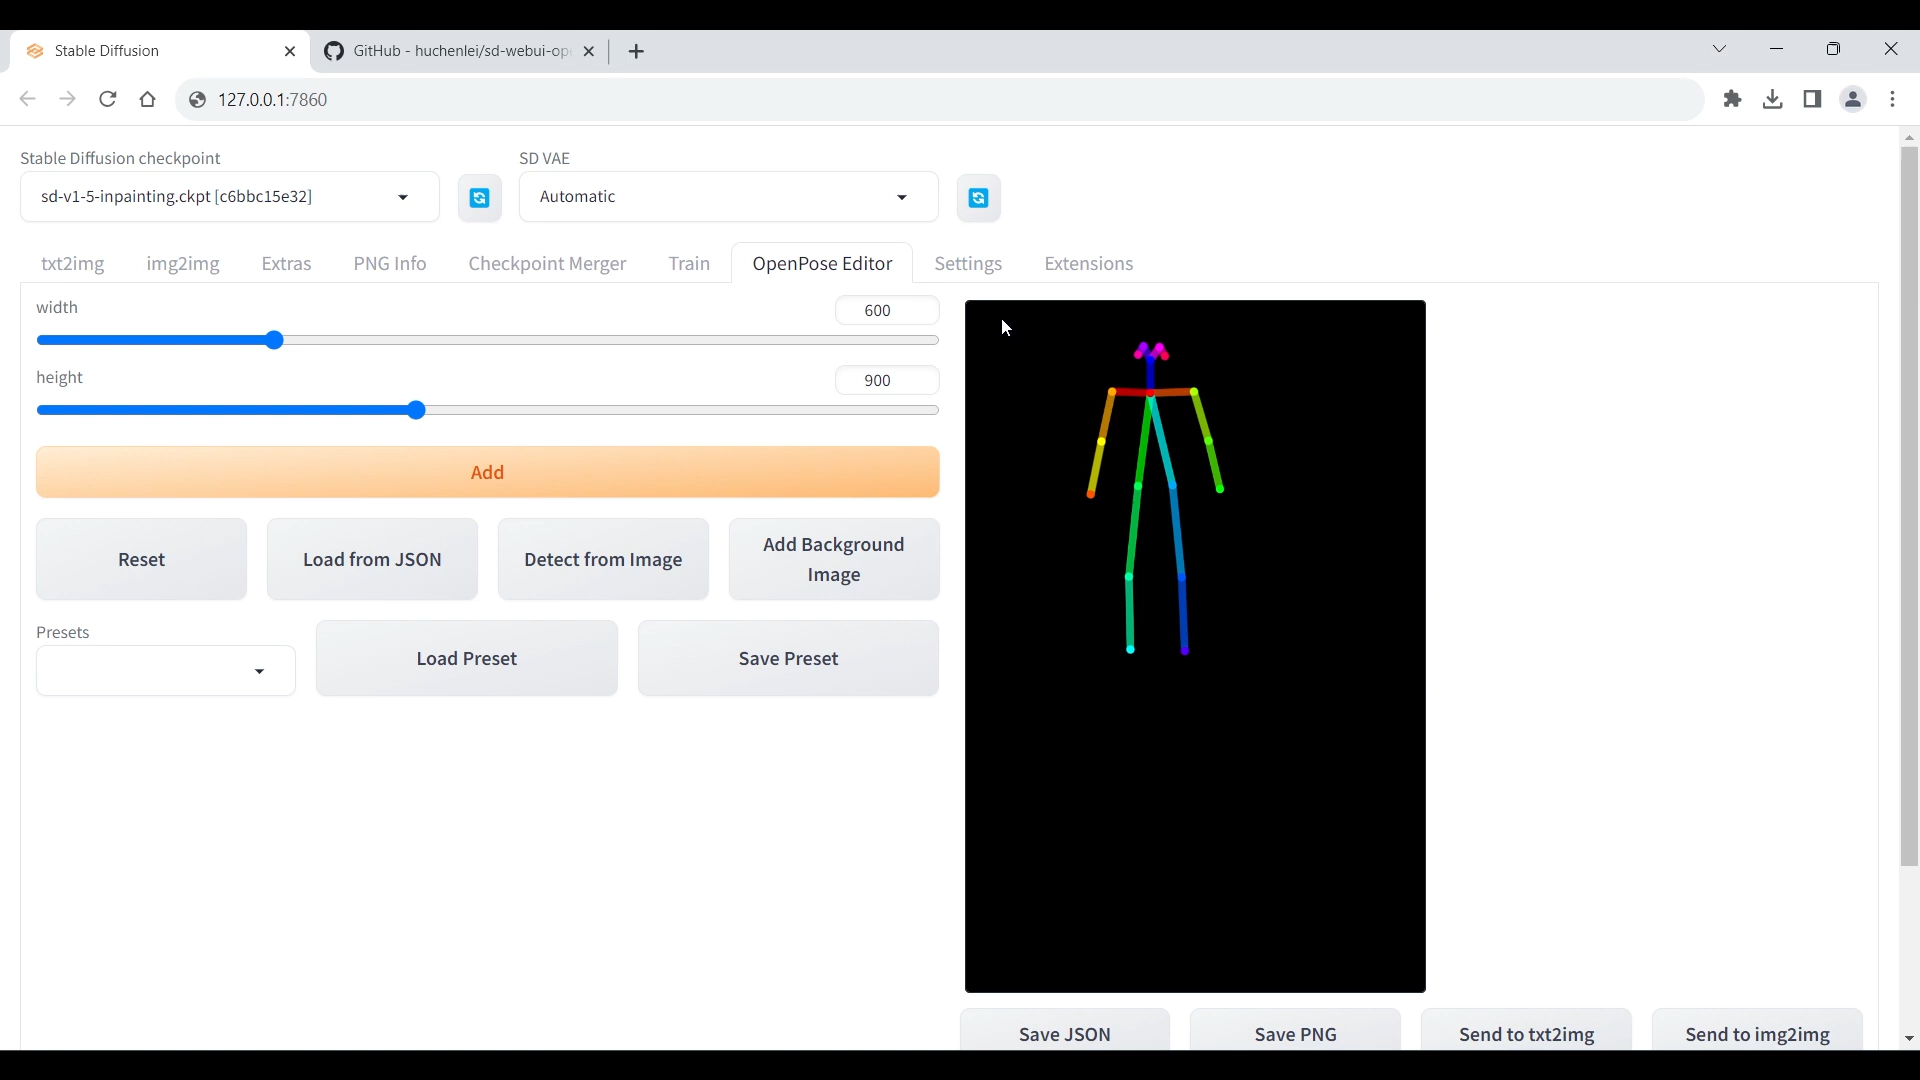 Stable Diffusion
GitHub - huchenlei/sd-webui-op
127.0.0.1:7860
Stable Diffusion checkpoint
SD VAE
sd-v1-5-inpainting.ckpt [c6bbc15e32]
Automatic
txt2img
img2img
Extras
PNG Info
Checkpoint Merger
Train
OpenPose Editor
Settings
Extensions
width
600
height
900
Add
Reset
Load from JSON
Detect from Image
Add Background
Image
Presets
Load Preset
Save Preset
Save JSON
Save PNG
Send to txt2img
Send to img2img